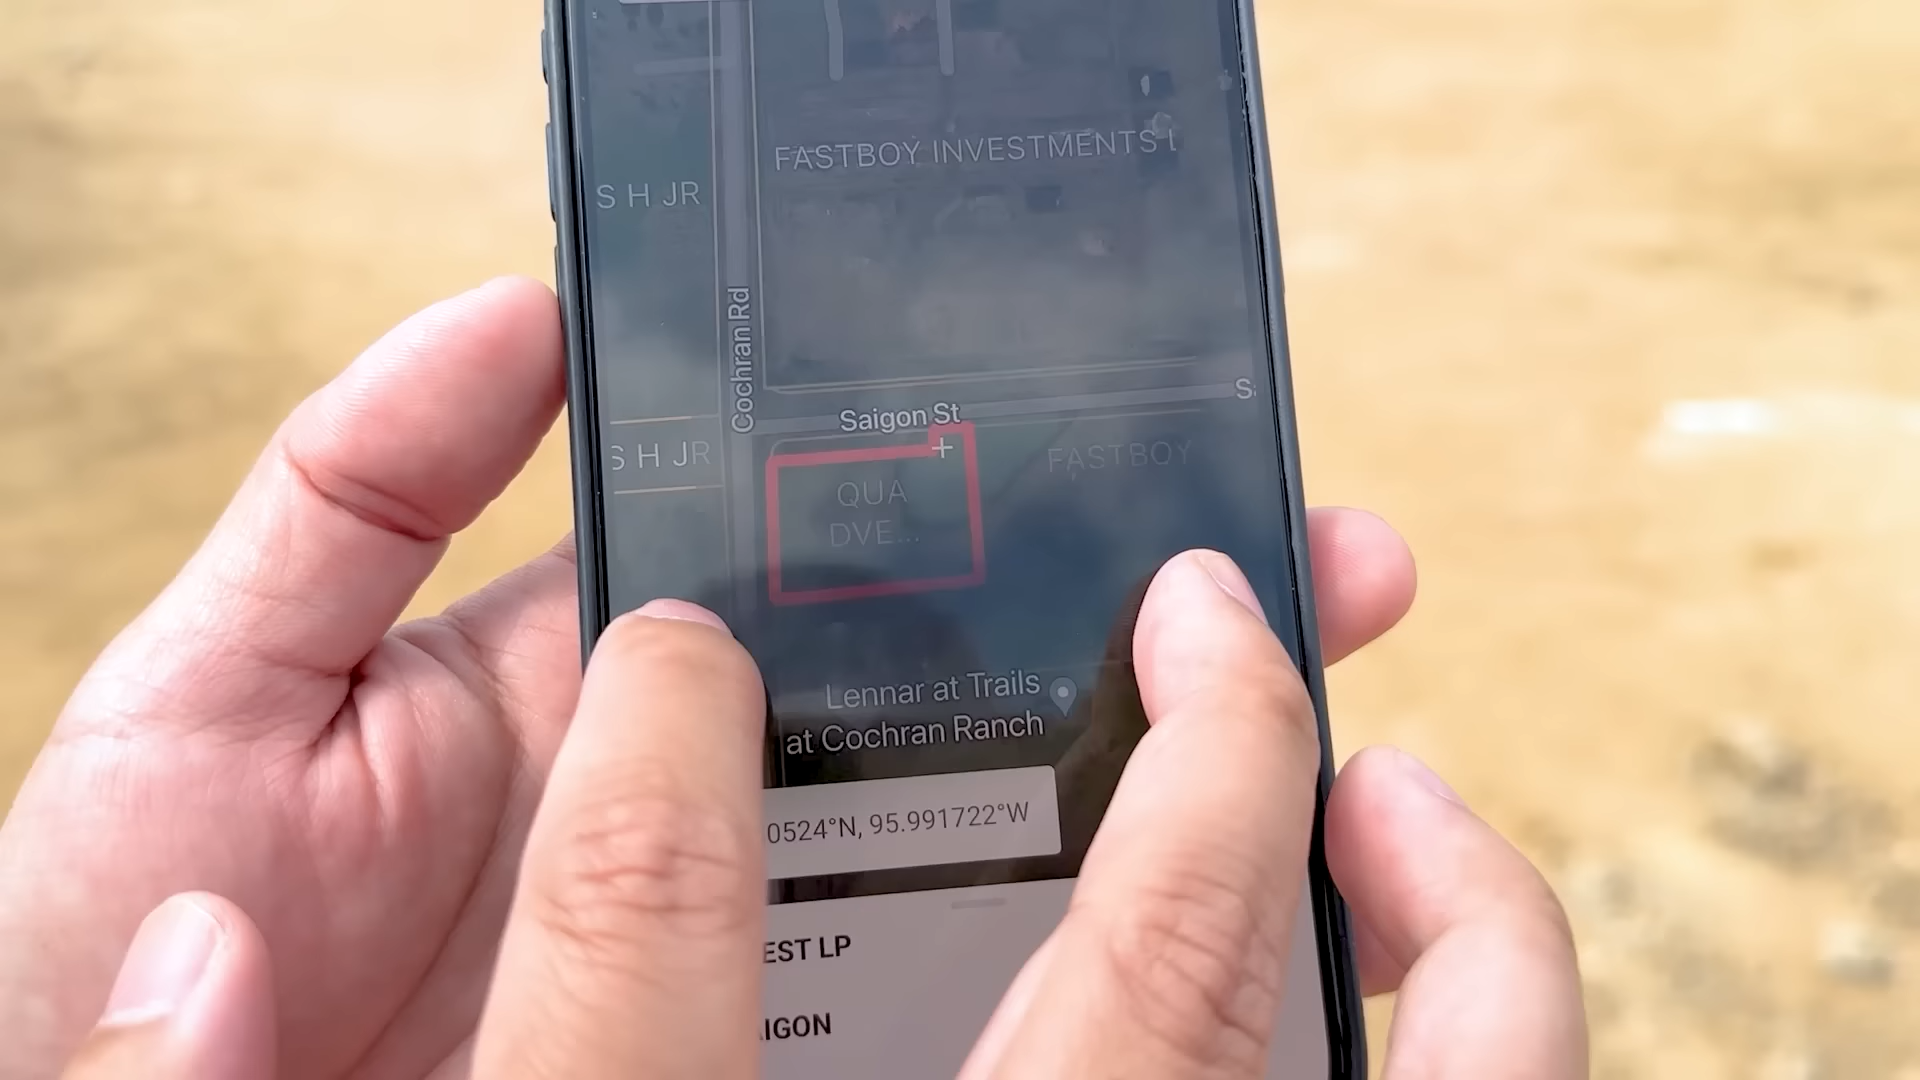 FASTBOY INVESTMENTS L
S H JR
Cochran Rd
S
Saigon St
S H JR
FASTBOY
QUA
DVE...
Lennar at Trails
at Cochran Ranch
0524°N, 95.991722°W
EST LP
IGON